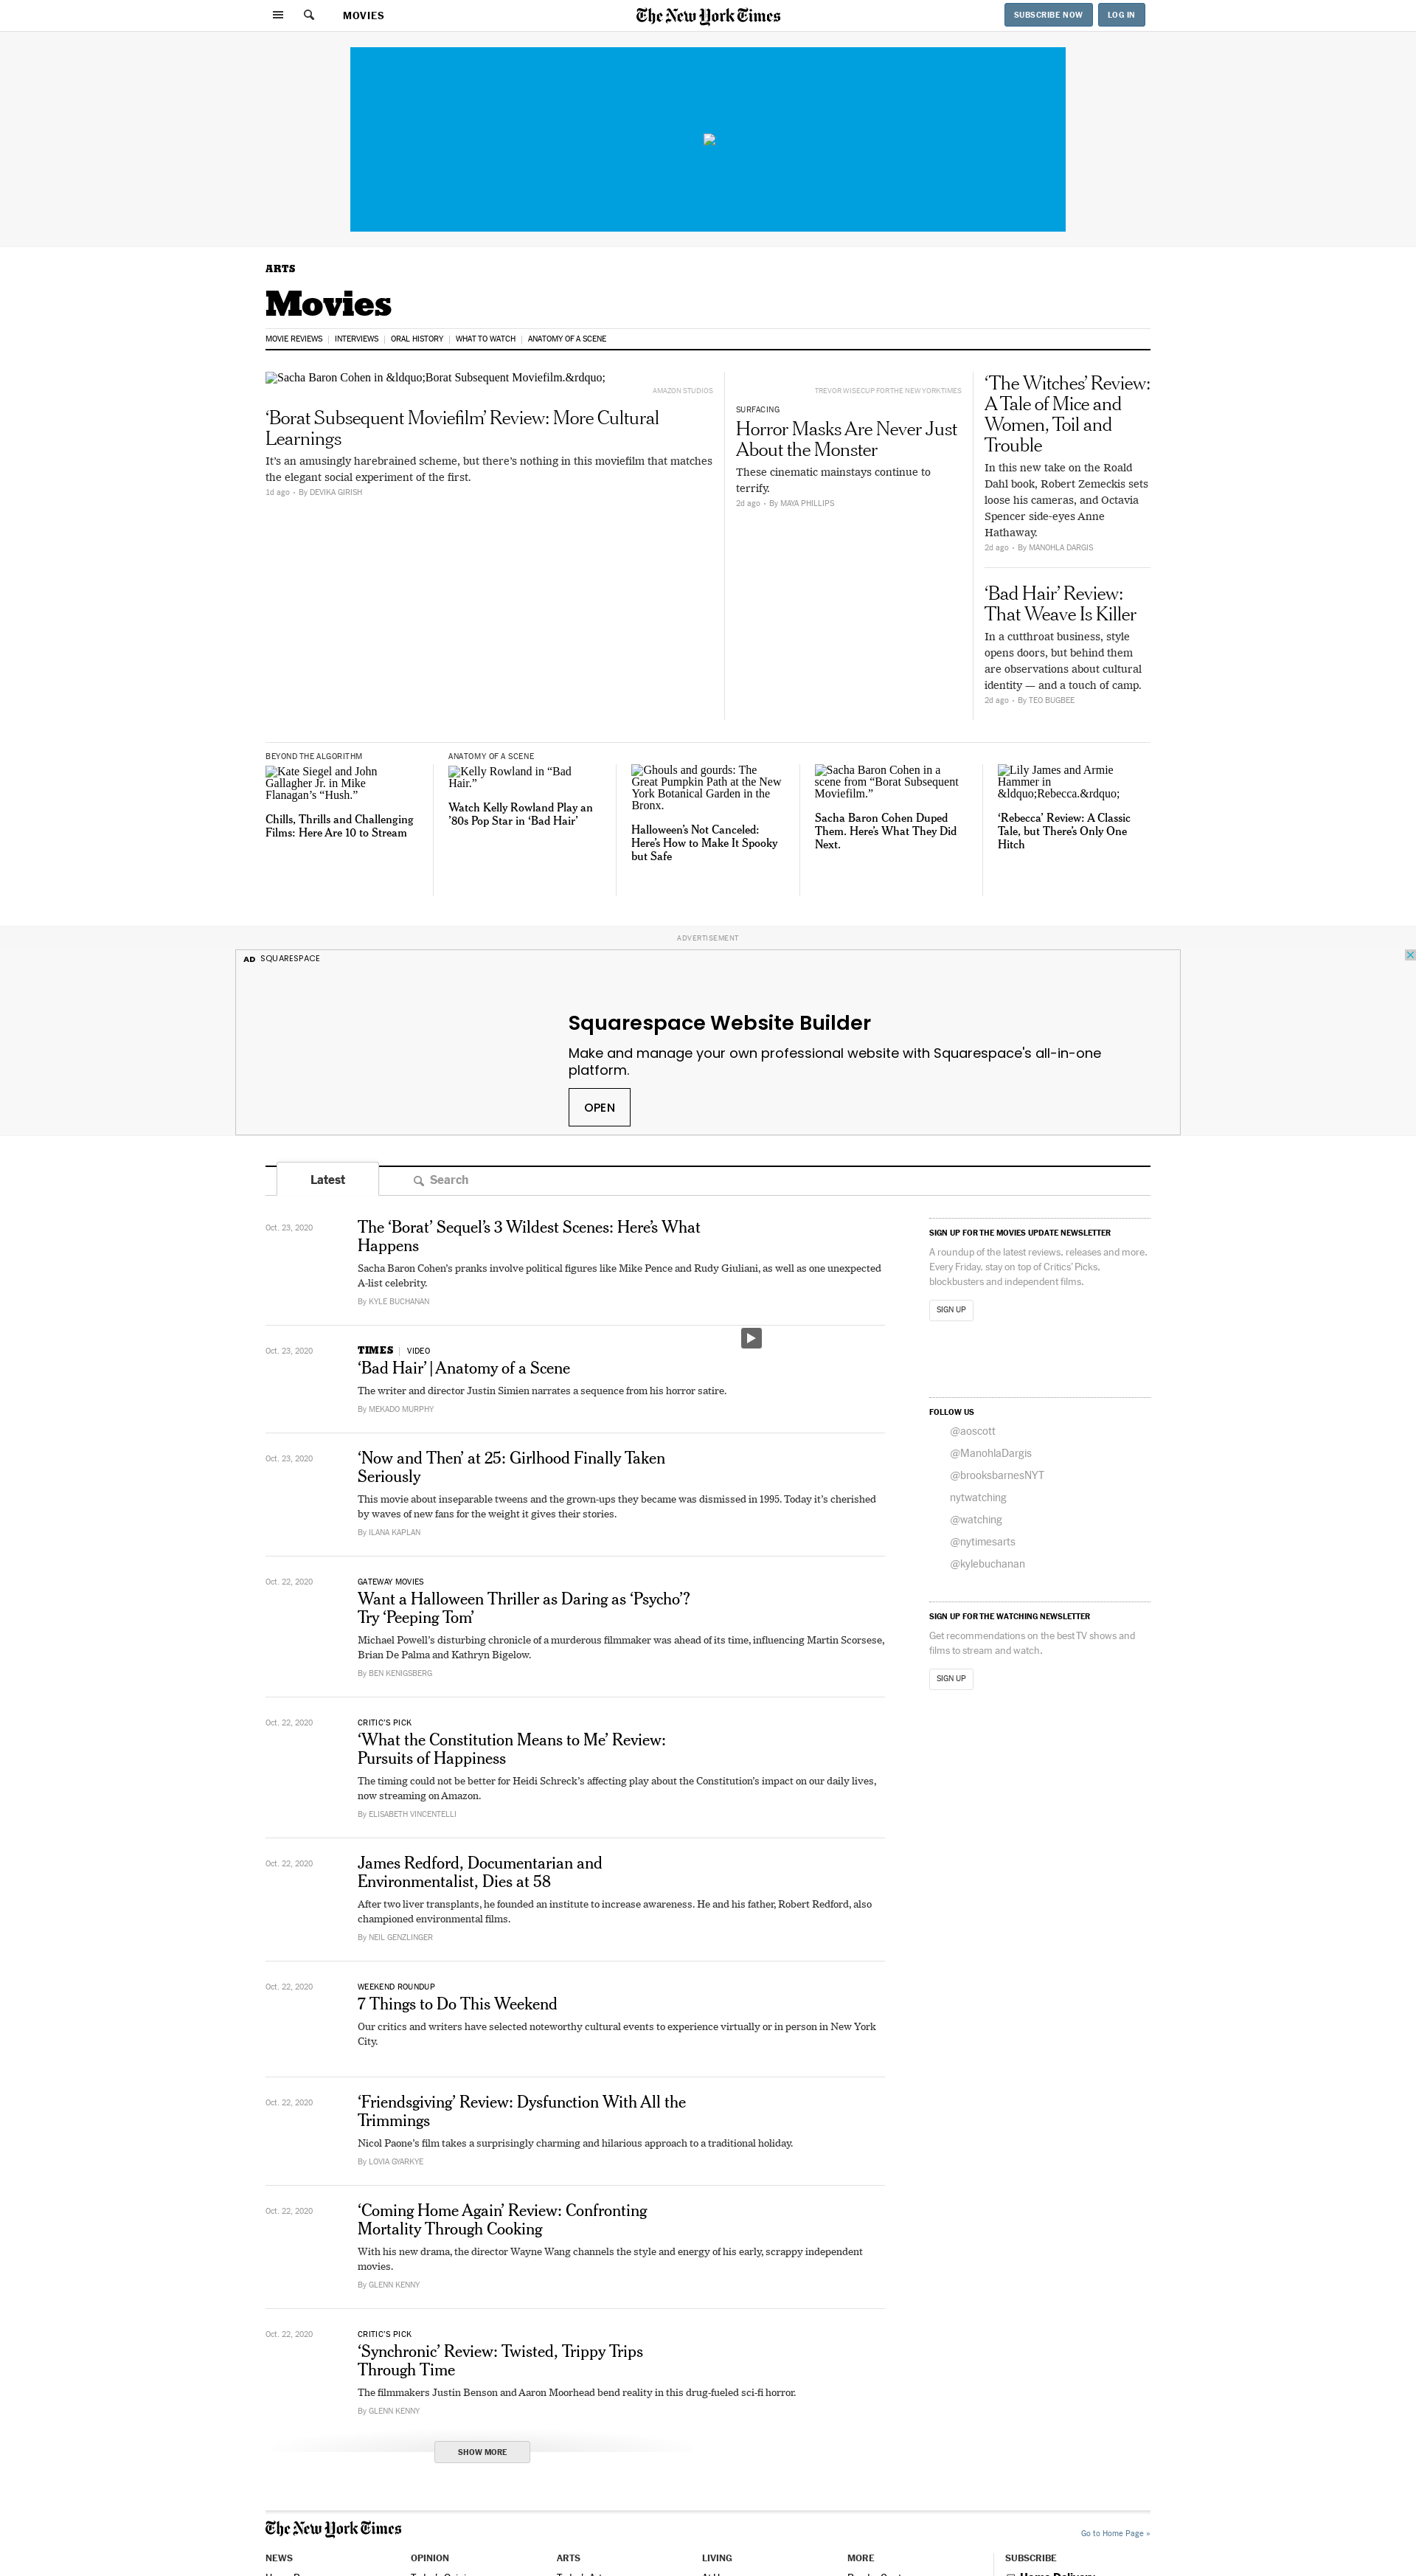 MOVIES
The New York Times
SUBSCRIBE NOW
LOG IN
ARTS
Movies
MOVIE REVIEWS
INTERVIEWS
ORAL HISTORY
WHAT TO WATCH
ANATOMY OF A SCENE
Sacha Baron Cohen in &ldquo;Borat Subsequent Moviefilm.&rdquo;
AMAZON STUDIOS
‘Borat Subsequent Moviefilm’ Review: More Cultural
Learnings
It’s an amusingly harebrained scheme, but there’s nothing in this moviefilm that matches
the elegant social experiment of the first.
1d ago • By DEVIKA GIRISH
TREVOR WISECUP FOR THE NEW YORK TIMES
SURFACING
Horror Masks Are Never Just
About the Monster
These cinematic mainstays continue to
terrify.
2d ago • By MAYA PHILLIPS
‘The Witches’ Review:
A Tale of Mice and
Women, Toil and
Trouble
In this new take on the Roald
Dahl book, Robert Zemeckis sets
loose his cameras, and Octavia
Spencer side-eyes Anne
Hathaway.
2d ago • By MANOHLA DARGIS
‘Bad Hair’ Review:
That Weave Is Killer
In a cutthroat business, style
opens doors, but behind them
are observations about cultural
identity — and a touch of camp.
2d ago • By TEO BUGBEE
BEYOND THE ALGORITHM
Kate Siegel and John
Gallagher Jr. in Mike
Flanagan’s “Hush.”
Chills, Thrills and Challenging
Films: Here Are 10 to Stream
ANATOMY OF A SCENE
Kelly Rowland in “Bad
Hair.”
Watch Kelly Rowland Play an
’80s Pop Star in ‘Bad Hair’
Ghouls and gourds: The
Great Pumpkin Path at the New
York Botanical Garden in the
Bronx.
Halloween’s Not Canceled:
Here’s How to Make It Spooky
but Safe
Sacha Baron Cohen in a
scene from “Borat Subsequent
Moviefilm.”
Sacha Baron Cohen Duped
Them. Here’s What They Did
Next.
Lily James and Armie
Hammer in
&ldquo;Rebecca.&rdquo;
‘Rebecca’ Review: A Classic
Tale, but There’s Only One
Hitch
ADVERTISEMENT
AD SQUARESPACE
Squarespace Website Builder
Make and manage your own professional website with Squarespace's all-in-one
platform.
OPEN
Latest
Search
Oct. 23, 2020
The ‘Borat’ Sequel’s 3 Wildest Scenes: Here’s What
Happens
Sacha Baron Cohen’s pranks involve political figures like Mike Pence and Rudy Giuliani, as well as one unexpected
A-list celebrity.
By KYLE BUCHANAN
Oct. 23, 2020
TIMES VIDEO
‘Bad Hair’ | Anatomy of a Scene
The writer and director Justin Simien narrates a sequence from his horror satire.
By MEKADO MURPHY
Oct. 23, 2020
‘Now and Then’ at 25: Girlhood Finally Taken
Seriously
This movie about inseparable tweens and the grown-ups they became was dismissed in 1995. Today it’s cherished
by waves of new fans for the weight it gives their stories.
By ILANA KAPLAN
Oct. 22, 2020
GATEWAY MOVIES
Want a Halloween Thriller as Daring as ‘Psycho’?
Try ‘Peeping Tom’
Michael Powell’s disturbing chronicle of a murderous filmmaker was ahead of its time, influencing Martin Scorsese,
Brian De Palma and Kathryn Bigelow.
By BEN KENIGSBERG
Oct. 22, 2020
CRITIC’S PICK
‘What the Constitution Means to Me’ Review:
Pursuits of Happiness
The timing could not be better for Heidi Schreck’s affecting play about the Constitution’s impact on our daily lives,
now streaming on Amazon.
By ELISABETH VINCENTELLI
Oct. 22, 2020
James Redford, Documentarian and
Environmentalist, Dies at 58
After two liver transplants, he founded an institute to increase awareness. He and his father, Robert Redford, also
championed environmental films.
By NEIL GENZLINGER
Oct. 22, 2020
WEEKEND ROUNDUP
7 Things to Do This Weekend
Our critics and writers have selected noteworthy cultural events to experience virtually or in person in New York
City.
Oct. 22, 2020
‘Friendsgiving’ Review: Dysfunction With All the
Trimmings
Nicol Paone’s film takes a surprisingly charming and hilarious approach to a traditional holiday.
By LOVIA GYARKYE
Oct. 22, 2020
‘Coming Home Again’ Review: Confronting
Mortality Through Cooking
With his new drama, the director Wayne Wang channels the style and energy of his early, scrappy independent
movies.
By GLENN KENNY
Oct. 22, 2020
CRITIC’S PICK
‘Synchronic’ Review: Twisted, Trippy Trips
Through Time
The filmmakers Justin Benson and Aaron Moorhead bend reality in this drug-fueled sci-fi horror.
By GLENN KENNY
SHOW MORE
SIGN UP FOR THE MOVIES UPDATE NEWSLETTER
A roundup of the latest reviews, releases and more.
Every Friday, stay on top of Critics’ Picks,
blockbusters and independent films.
SIGN UP
FOLLOW US
@aoscott
@ManohlaDargis
@brooksbarnesNYT
nytwatching
@watching
@nytimesarts
@kylebuchanan
SIGN UP FOR THE WATCHING NEWSLETTER
Get recommendations on the best TV shows and
films to stream and watch.
SIGN UP
The New York Times
Go to Home Page »
NEWS
OPINION
ARTS
LIVING
MORE
SUBSCRIBE